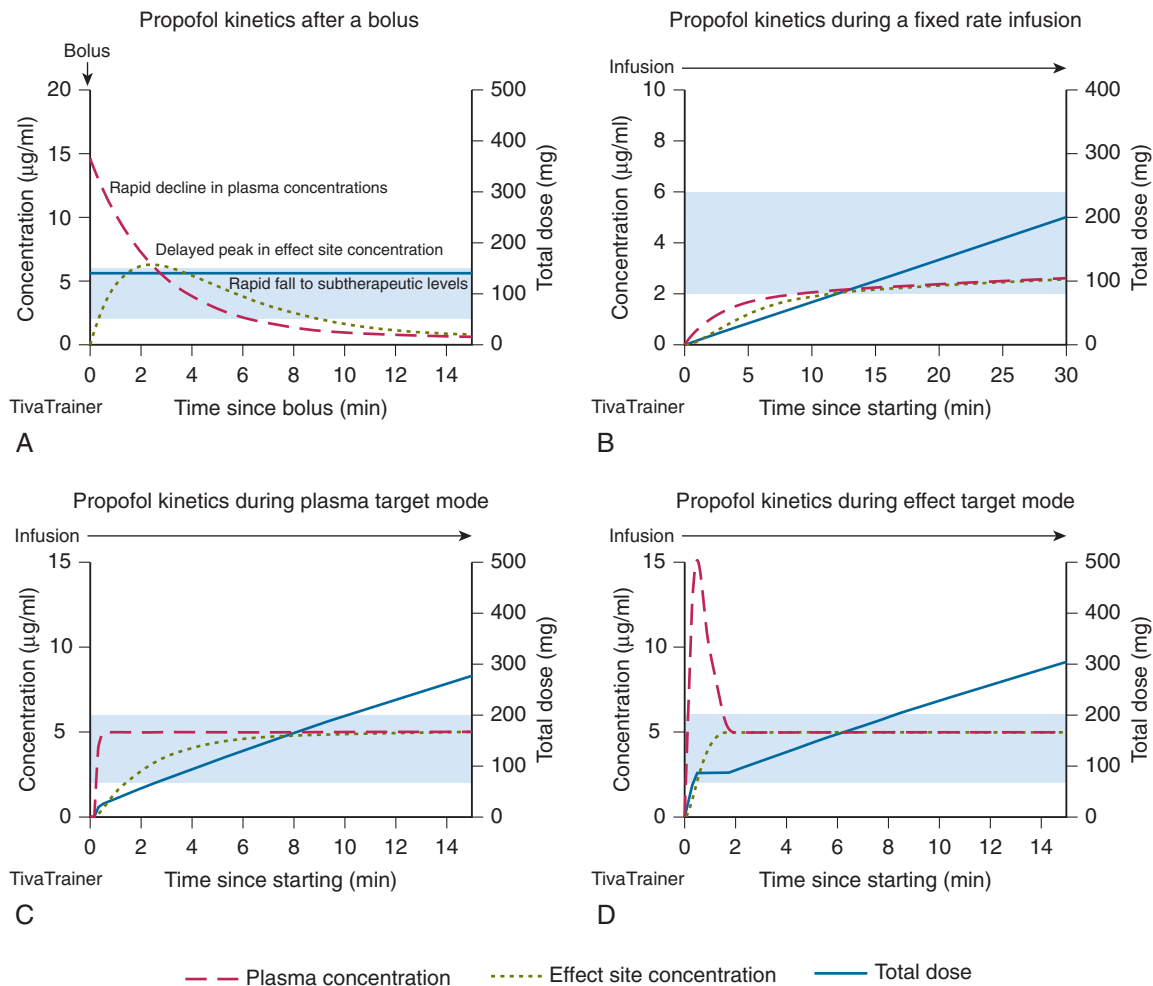 Propofol kinetics after a bolus
Bolus
20
15
10
5
0
Concentration (µg/ml)
500
400
300
200
100
0
Total dose (mg)
Rapid decline in plasma concentrations
Delayed peak in effect site concentration
Rapid fall to subtherapeutic levels
0 2 4 6 8 10 12 14
TivaTrainer
Time since bolus (min)
A
Propofol kinetics during a fixed rate infusion
Infusion
10
8
6
4
2
0
Concentration (µg/ml)
400
300
200
100
0
Total dose (mg)
0 5 10 15 20 25 30
TivaTrainer
Time since starting (min)
B
Propofol kinetics during plasma target mode
Infusion
15
10
5
0
Concentration (µg/ml)
500
400
300
200
100
0
Total dose (mg)
0 2 4 6 8 10 12 14
TivaTrainer
Time since starting (min)
C
Propofol kinetics during effect target mode
Infusion
15
10
5
0
Concentration (µg/ml)
500
400
300
200
100
0
Total dose (mg)
0 2 4 6 8 10 12 14
TivaTrainer
Time since starting (min)
D
Plasma concentration
Effect site concentration
Total dose